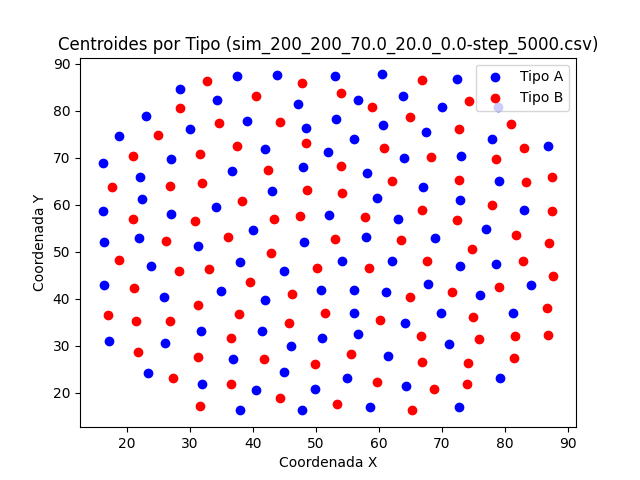 Centroides por Tipo (sim_200_200_70.0_20.0_0.0-step_5000.csv)
Tipo A
Tipo B
90
80
70
60
50
40
30
20
Coordenada Y
20 30 40 50 60 70 80 90
Coordenada X